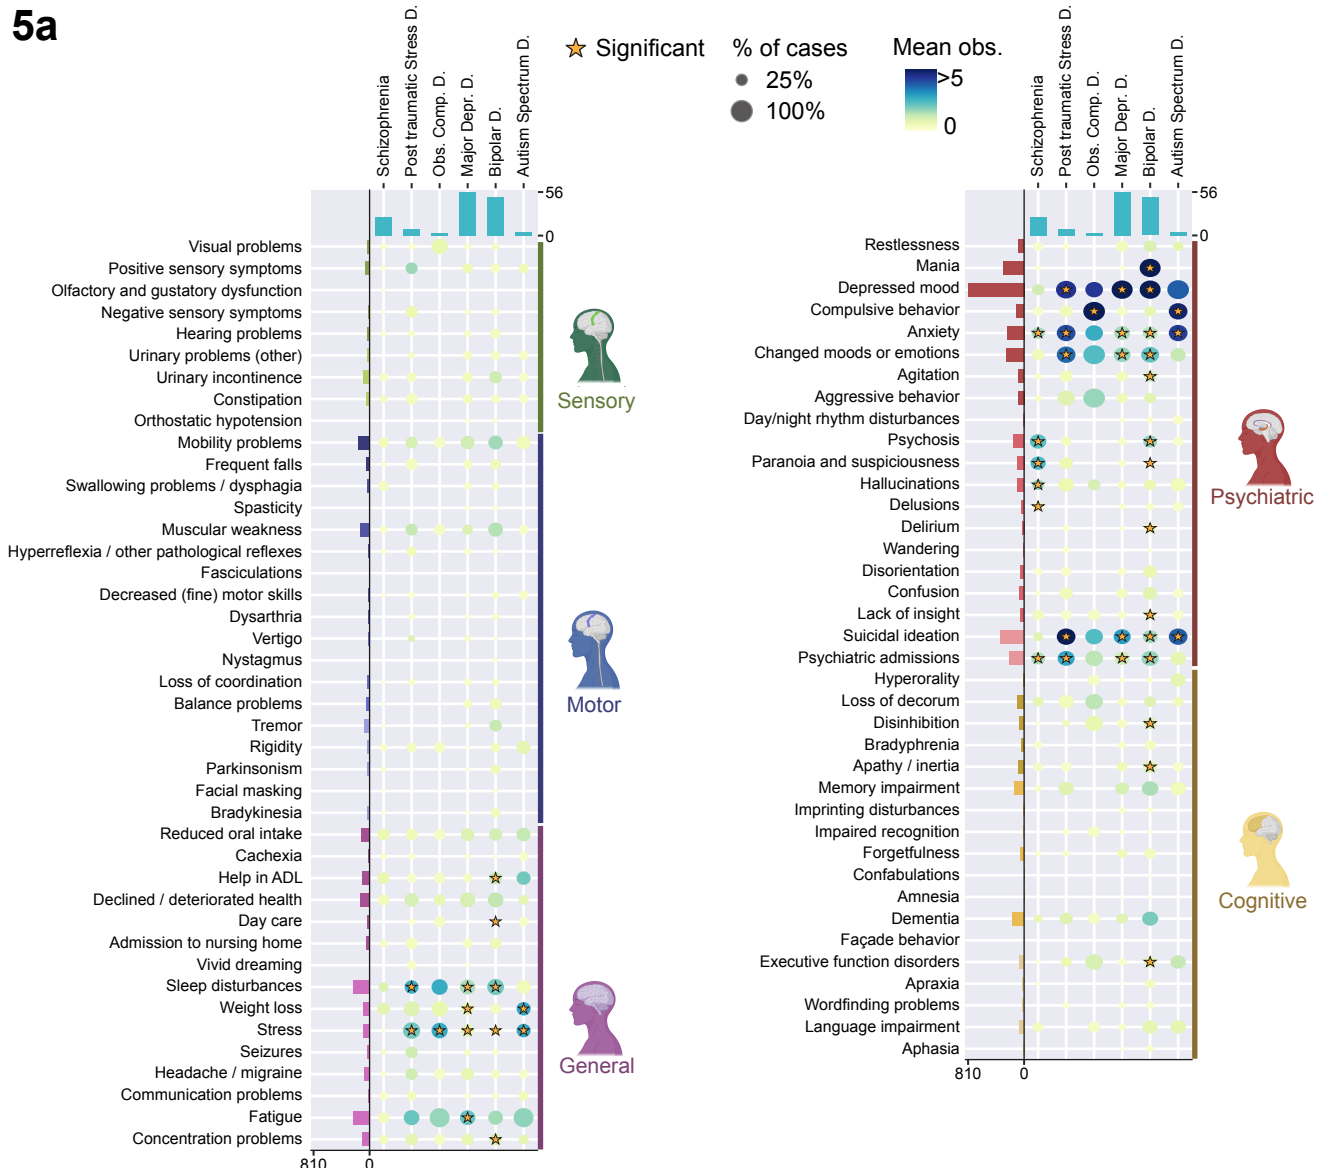 5a
Significant
% of cases
25%
100%
Mean obs.
>5
0
Schizophrenia
Post traumatic Stress D.
Obs. Comp. D.
Major Depr. D.
Bipolar D.
Autism Spectrum D.
56
0
Visual problems
Positive sensory symptoms
Olfactory and gustatory dysfunction
Negative sensory symptoms
Hearing problems
Urinary problems (other)
Urinary incontinence
Constipation
Orthostatic hypotension
Mobility problems
Frequent falls
Swallowing problems / dysphagia
Spasticity
Muscular weakness
Hyperreflexia / other pathological reflexes
Fasciculations
Decreased (fine) motor skills
Dysarthria
Vertigo
Nystagmus
Loss of coordination
Balance problems
Tremor
Rigidity
Parkinsonism
Facial masking
Bradykinesia
Reduced oral intake
Cachexia
Help in ADL
Declined / deteriorated health
Day care
Admission to nursing home
Vivid dreaming
Sleep disturbances
Weight loss
Stress
Seizures
Headache / migraine
Communication problems
Fatigue
Concentration problems
810
0
Sensory
Motor
General
Schizophrenia
Post traumatic Stress D.
Obs. Comp. D.
Major Depr. D.
Bipolar D.
Autism Spectrum D.
56
0
Restlessness
Mania
Depressed mood
Compulsive behavior
Anxiety
Changed moods or emotions
Agitation
Aggressive behavior
Day/night rhythm disturbances
Psychosis
Paranoia and suspiciousness
Hallucinations
Delusions
Delirium
Wandering
Disorientation
Confusion
Lack of insight
Suicidal ideation
Psychiatric admissions
Hyperorality
Loss of decorum
Disinhibition
Bradyphrenia
Apathy / inertia
Memory impairment
Imprinting disturbances
Impaired recognition
Forgetfulness
Confabulations
Amnesia
Dementia
Façade behavior
Executive function disorders
Apraxia
Wordfinding problems
Language impairment
Aphasia
810
0
Psychiatric
Cognitive